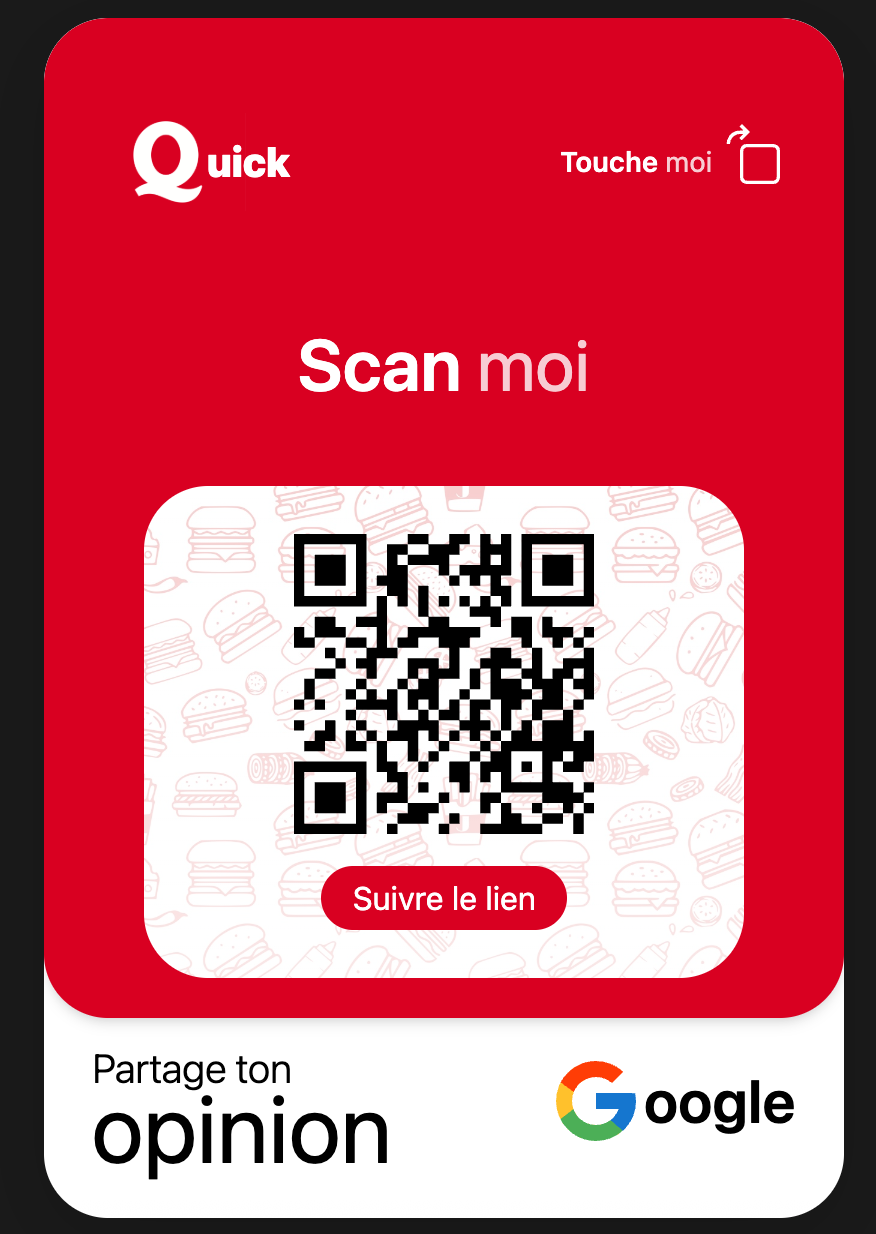 Quick
Touche moi
Scan moi
Suivre le lien
Partage ton
opinion
Google